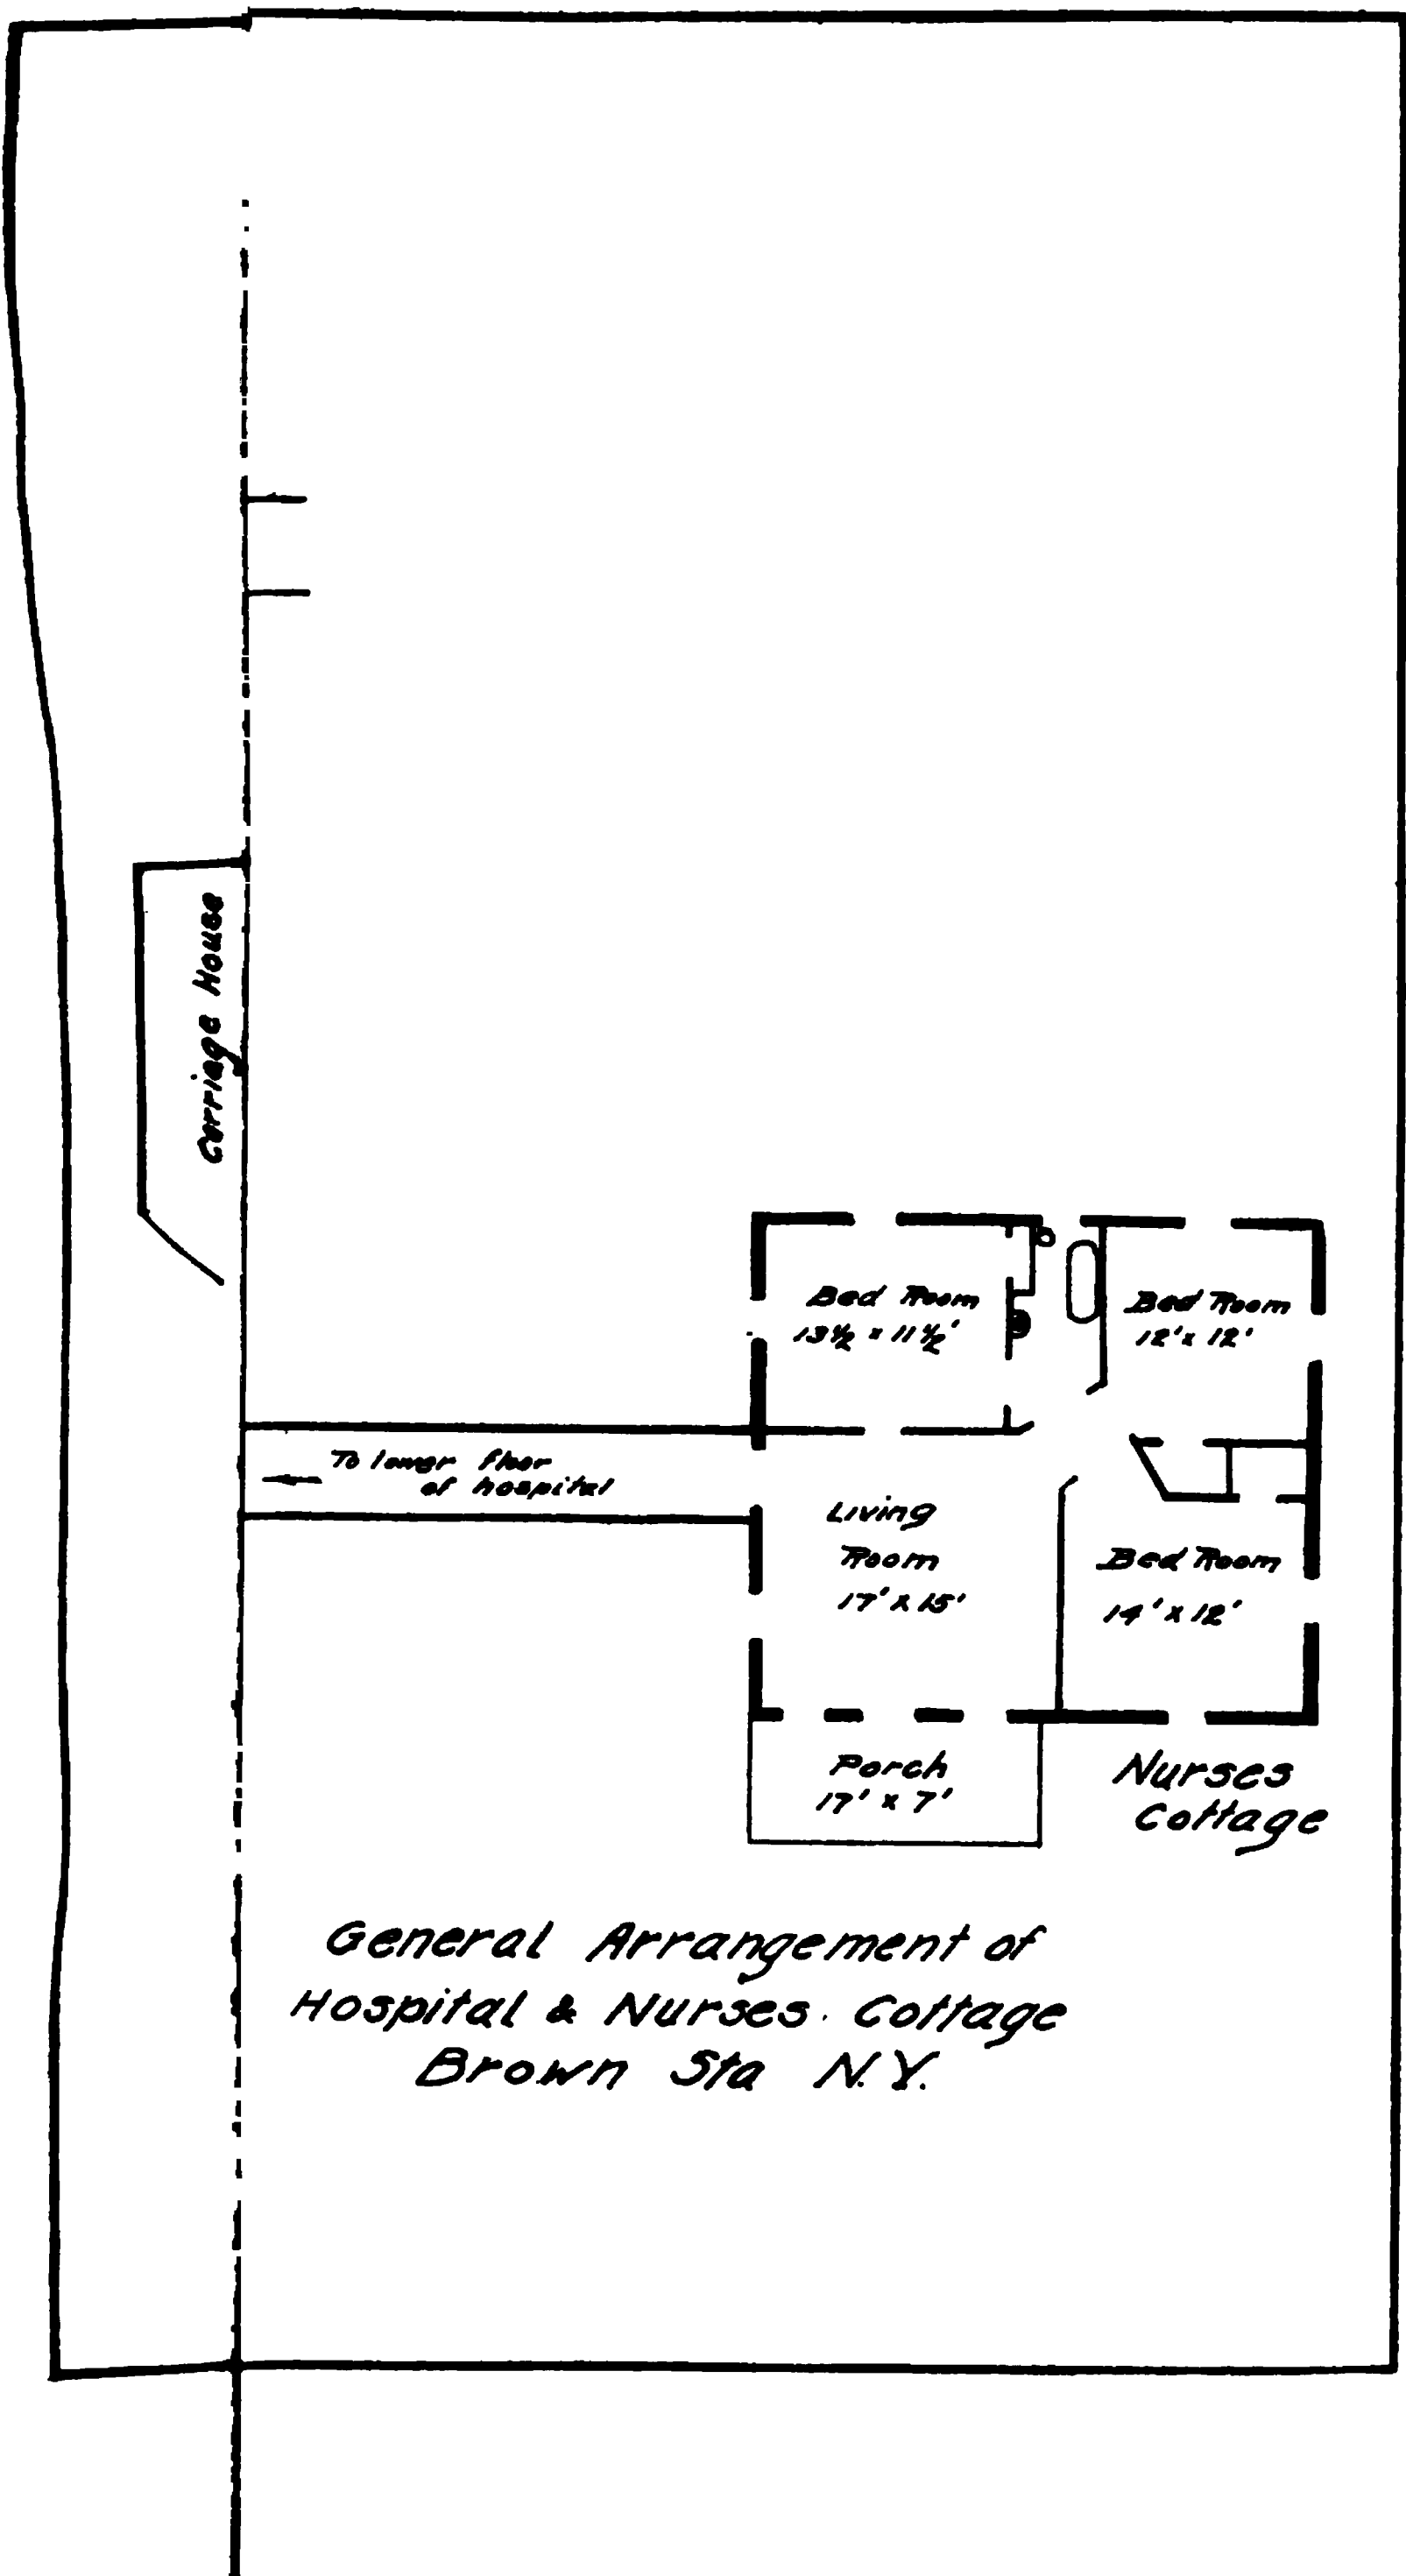 Carriage House
Bed Room
13½ x 11½'
Bed Room
12' x 12'
To lower floor
of hospital
Living
Room
17' x 15'
Bed Room
14' x 12'
Porch
17' x 7'
Nurses
Cottage
General Arrangement of
Hospital & Nurses. Cottage
Brown Sta N.Y.